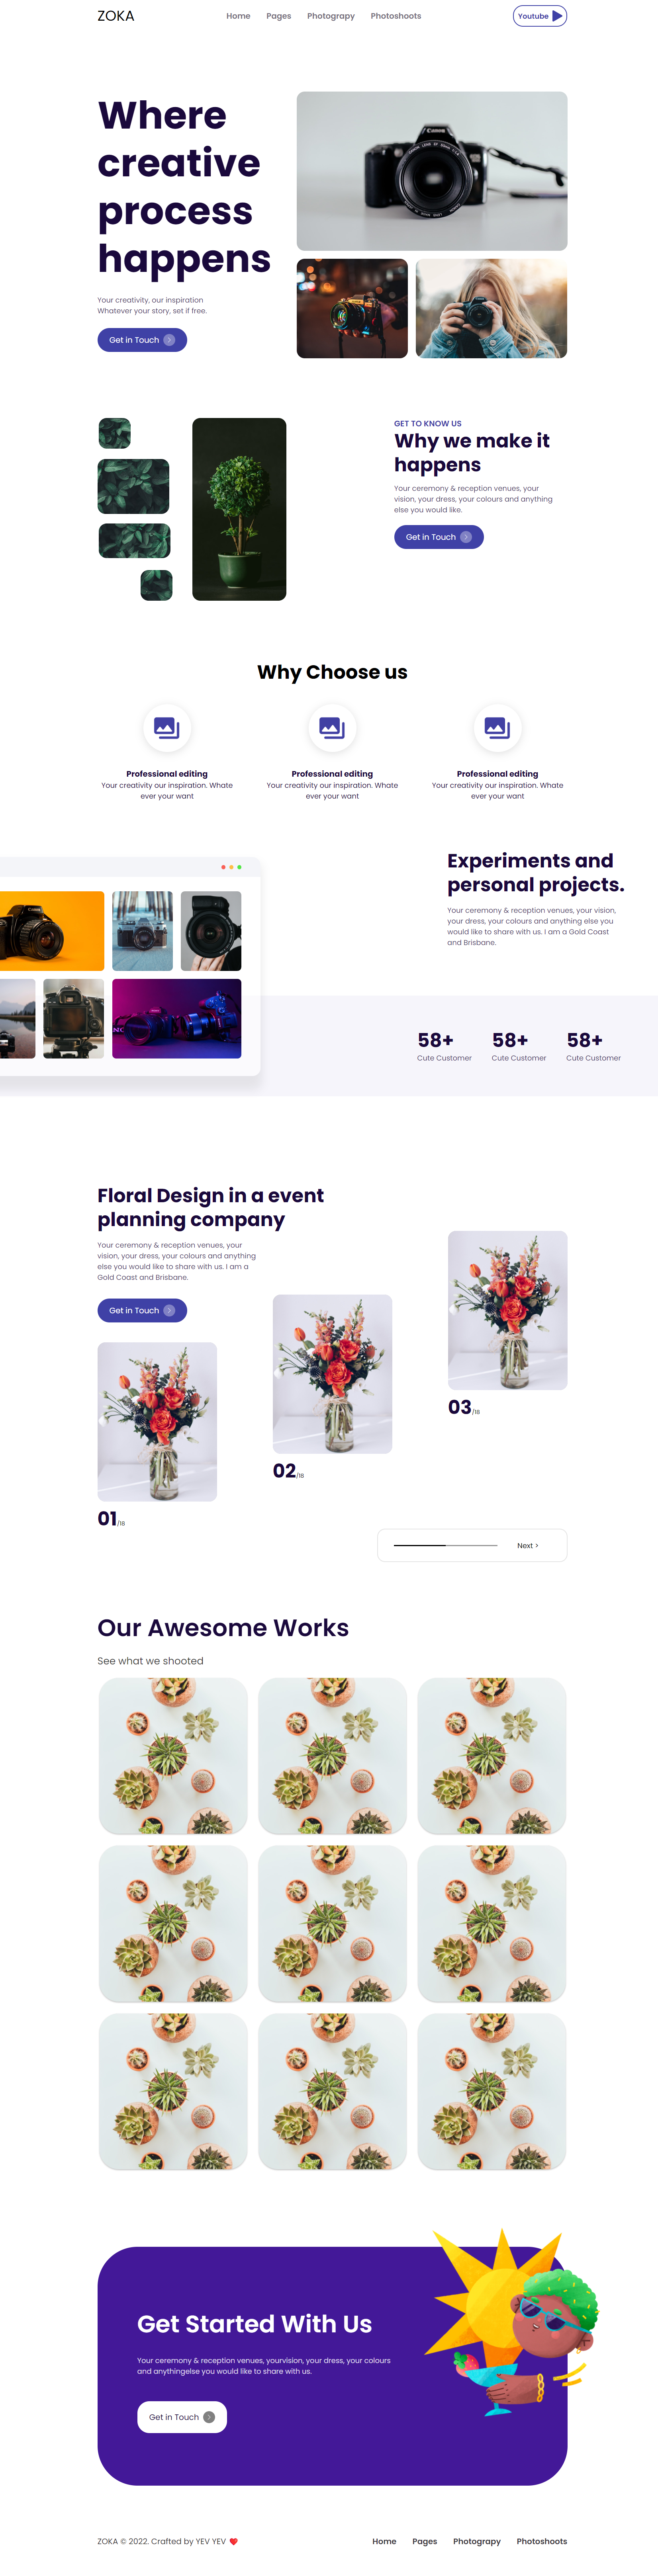 ZOKA
Home Pages Photograpy Photoshoots
Youtube
Where
creative
process
happens
Your creativity, our inspiration
Whatever your story, set if free.
Get in Touch
Canon
GET TO KNOW US
Why we make it
happens
Your ceremony & reception venues, your
vision, your dress, your colours and anything
else you would like.
Get in Touch
Why Choose us
Professional editing
Your creativity our inspiration. Whate
ever your want
Professional editing
Your creativity our inspiration. Whate
ever your want
Professional editing
Your creativity our inspiration. Whate
ever your want
Experiments and
personal projects.
Your ceremony & reception venues, your vision,
your dress, your colours and anything else you
would like to share with us. I am a Gold Coast
and Brisbane.
58+
Cute Customer
58+
Cute Customer
58+
Cute Customer
Floral Design in a event
planning company
Your ceremony & reception venues, your
vision, your dress, your colours and anything
else you would like to share with us. I am a
Gold Coast and Brisbane.
Get in Touch
01/18
02/18
03/18
Next >
Our Awesome Works
See what we shooted
Get Started With Us
Your ceremony & reception venues, yourvision, your dress, your colours
and anythingelse you would like to share with us.
Get in Touch
ZOKA © 2022. Crafted by YEV YEV ❤️
Home Pages Photograpy Photoshoots